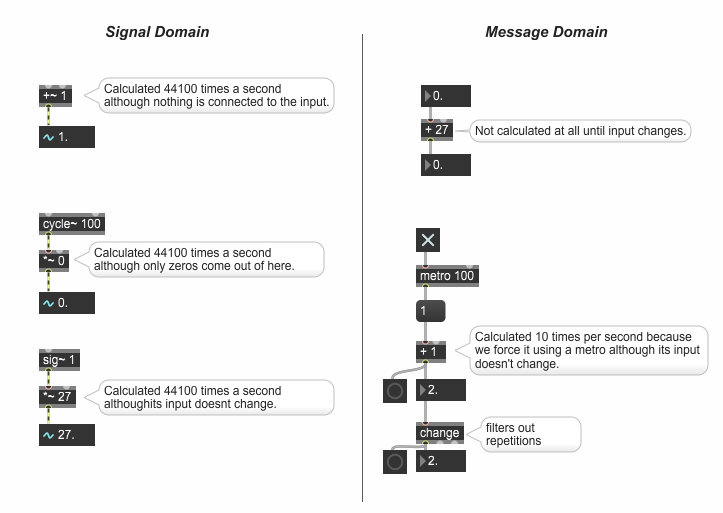 Signal Domain
+~ 1
Calculated 44100 times a second
although nothing is connected to the input.
1.
cycle~ 100
*~ 0
Calculated 44100 times a second
although only zeros come out of here.
0.
sig~ 1
*~ 27
Calculated 44100 times a second
althoughits input doesnt change.
27.
Message Domain
0.
+ 27
Not calculated at all until input changes.
0.
metro 100
1
+ 1
Calculated 10 times per second because
we force it using a metro although its input
doesn't change.
2.
change
filters out
repetitions
2.